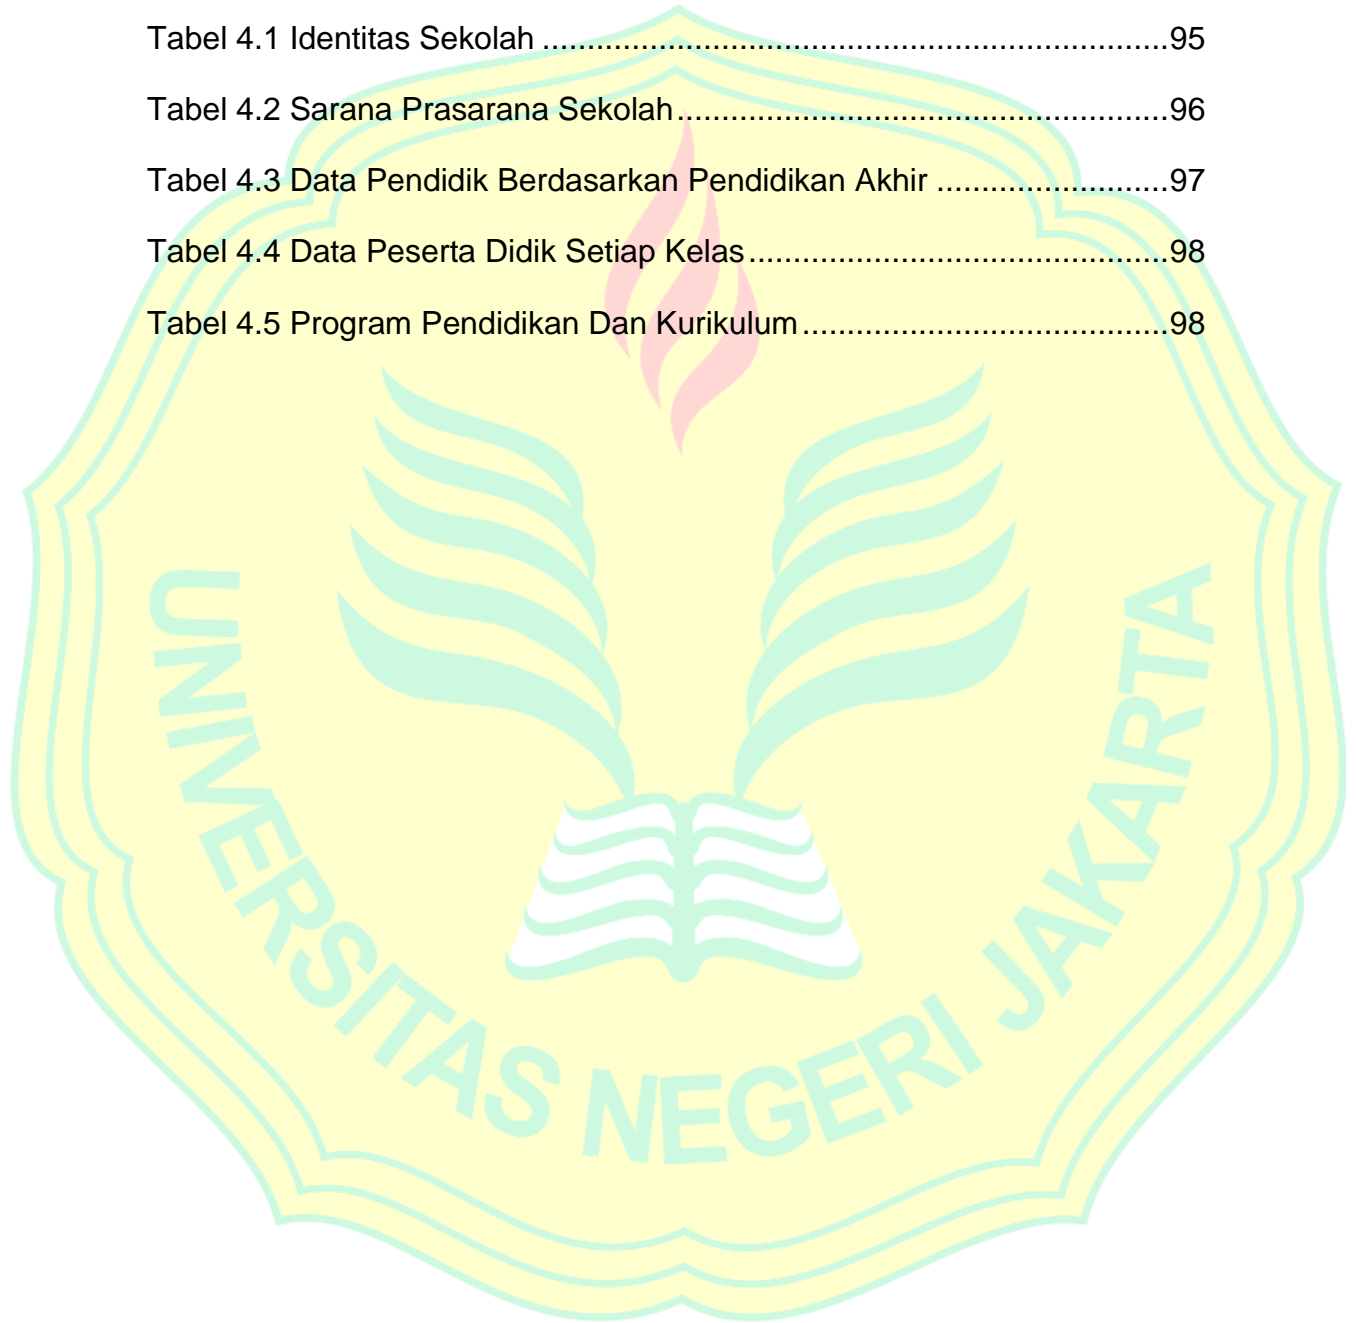 Tabel 4.1 Identitas Sekolah ......................................................................95
Tabel 4.2 Sarana Prasarana Sekolah.......................................................96
Tabel 4.3 Data Pendidik Berdasarkan Pendidikan Akhir ..........................97
Tabel 4.4 Data Peserta Didik Setiap Kelas...............................................98
Tabel 4.5 Program Pendidikan Dan Kurikulum.........................................98
UNIVERSITAS NEGERI JAKARTA